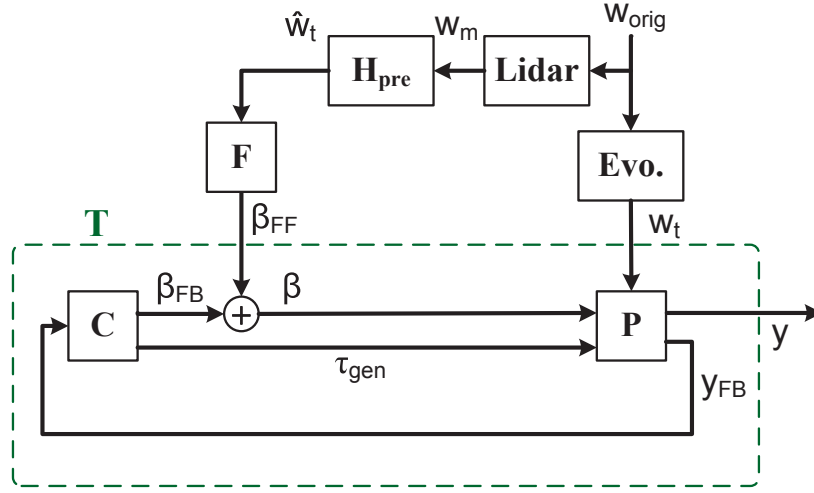 ŵt wm worig
Hpre Lidar
F Evo.
βFF wt
T
βFB β
C + P
τgen y
yFB